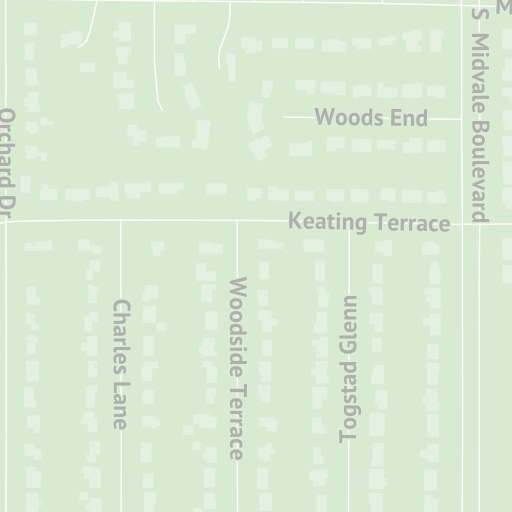 M
S Midvale Boulevard
Orchard Dr
Woods End
Keating Terrace
Charles Lane
Woodside Terrace
Togstad Glenn